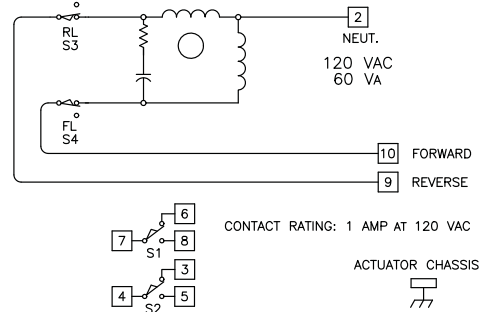 2
RL
S3
NEUT.
120 VAC
60 VA
FL
S4
10 FORWARD
9 REVERSE
6
7 8
S1
CONTACT RATING: 1 AMP AT 120 VAC
3
4 5
S2
ACTUATOR CHASSIS